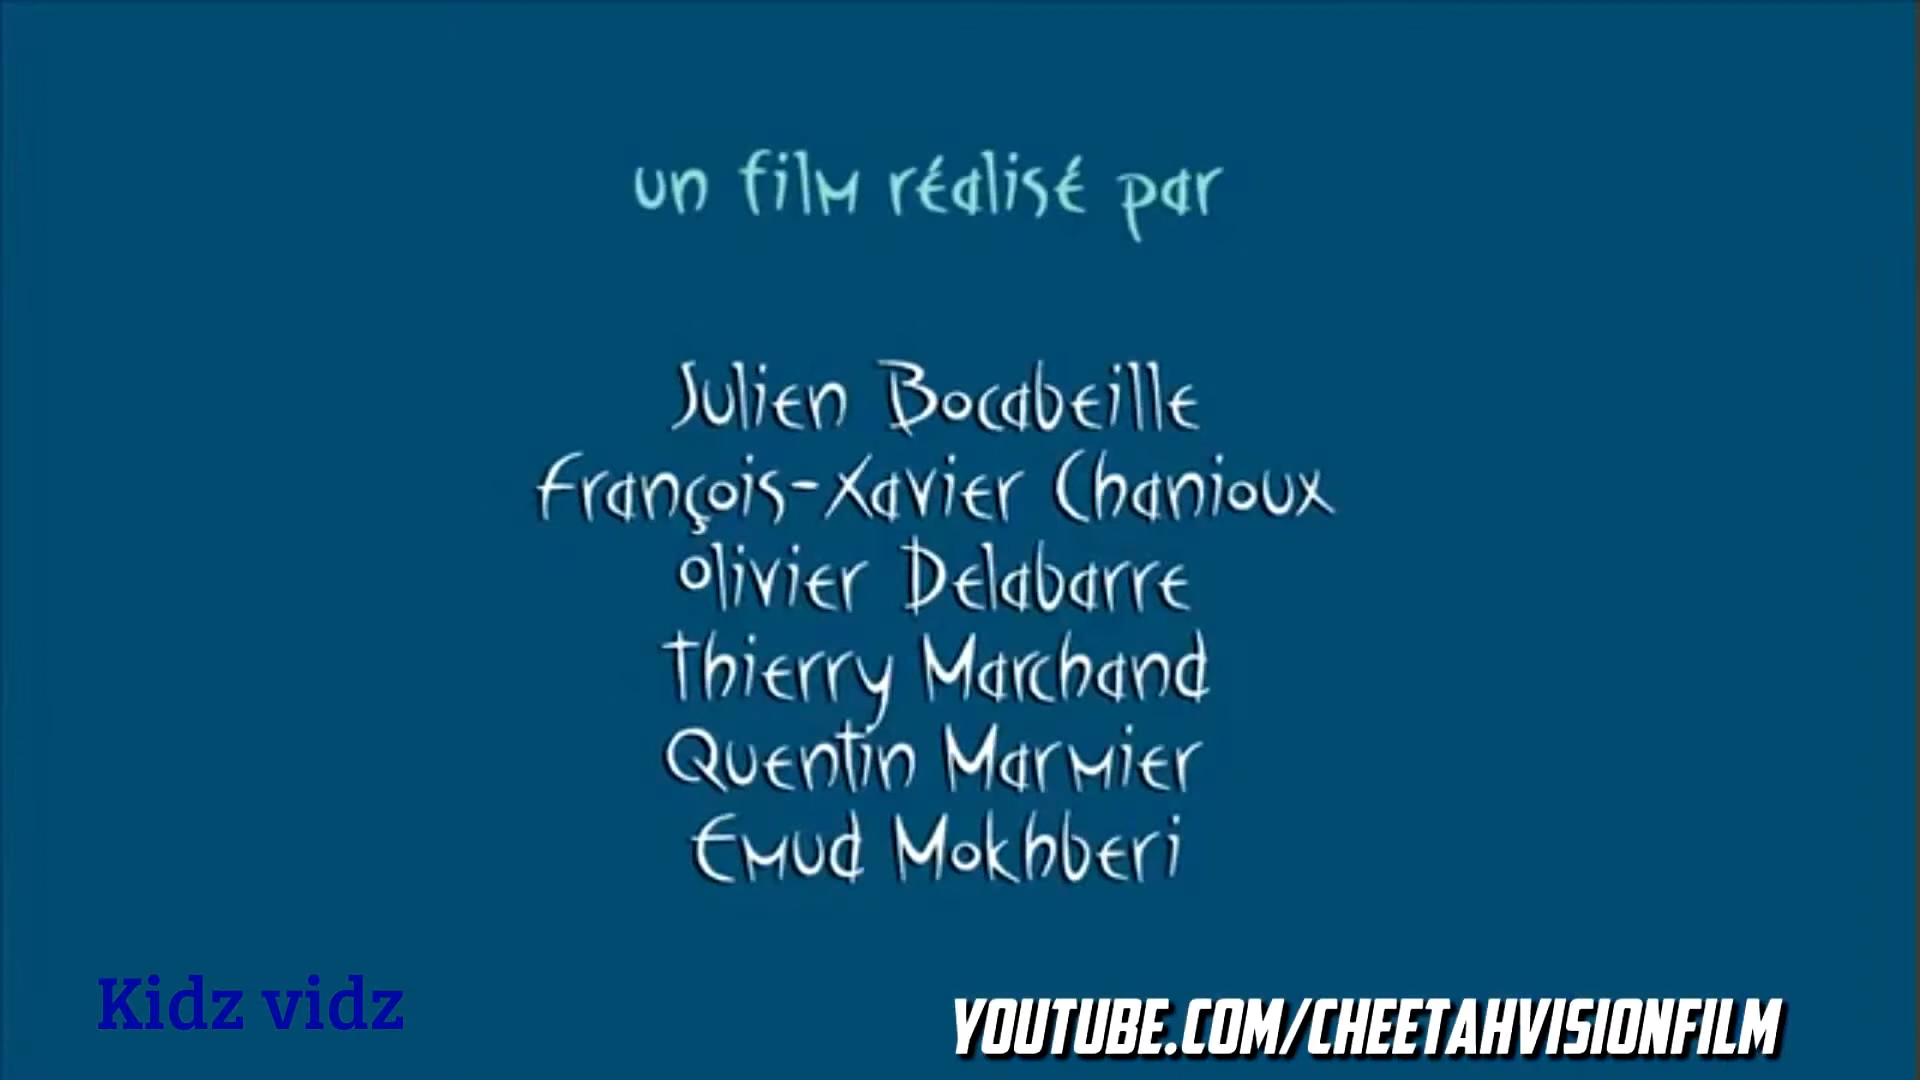 un film réalisé par
Julien Bocabeille
François-Xavier Chanioux
Olivier Delabarre
Thierry Marchand
Quentin Marmier
Emud Mokhberi
Kidz vidz
YOUTUBE.COM/CHEETAHVISIONFILM